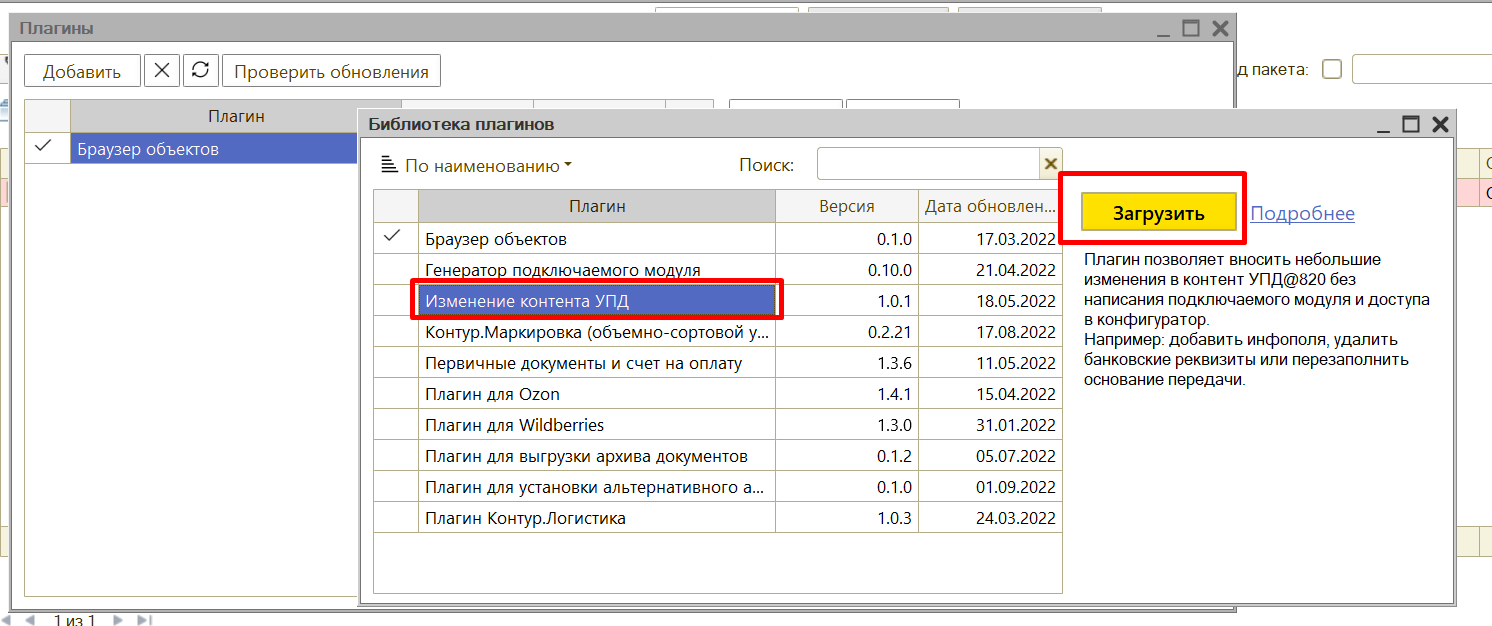 Плагины
Добавить
Проверить обновления
д пакета:
Плагин
Браузер объектов
Библиотека плагинов
По наименованию
Поиск:
Плагин Версия Дата обновлен...
Браузер объектов 0.1.0 17.03.2022
Генератор подключаемого модуля 0.10.0 21.04.2022
Изменение контента УПД 1.0.1 18.05.2022
Контур.Маркировка (объемно-сортовой у... 0.2.21 17.08.2022
Первичные документы и счет на оплату 1.3.6 11.05.2022
Плагин для Ozon 1.4.1 15.04.2022
Плагин для Wildberries 1.3.0 31.01.2022
Плагин для выгрузки архива документов 0.1.2 05.07.2022
Плагин для установки альтернативного а... 0.1.0 01.09.2022
Плагин Контур.Логистика 1.0.3 24.03.2022
Загрузить
Подробнее
Плагин позволяет вносить небольшие
изменения в контент УПД@820 без
написания подключаемого модуля и доступа
в конфигуратор.
Например: добавить инфополя, удалить
банковские реквизиты или перезаполнить
основание передачи.
1 из 1